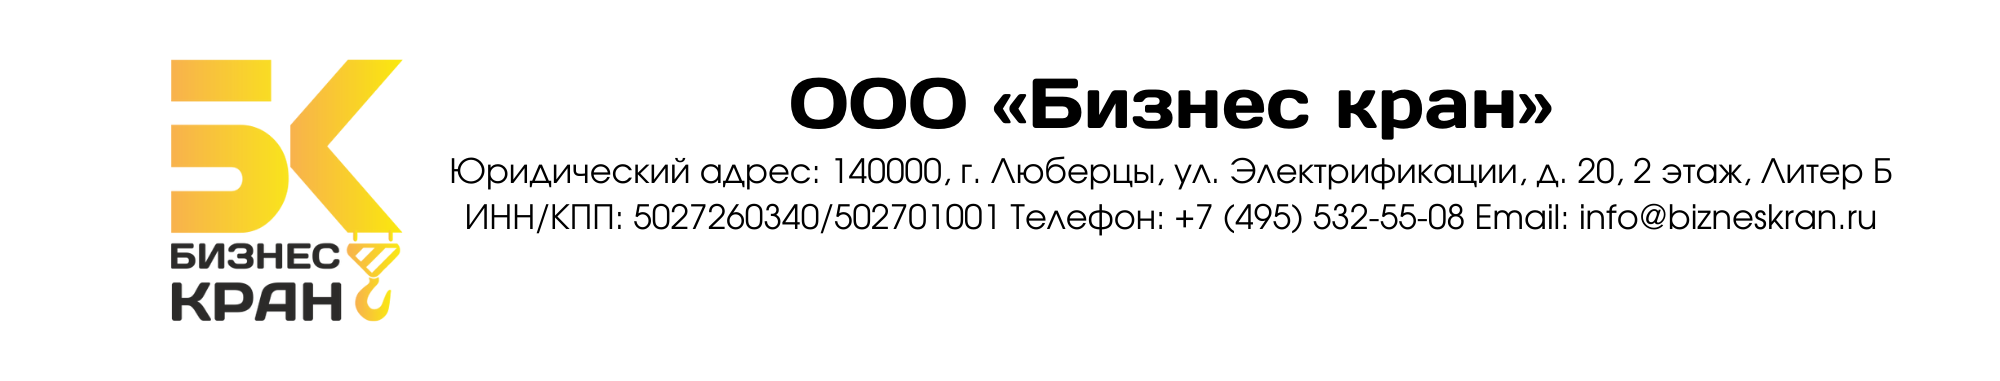 БК
БИЗНЕС
КРАН
ООО «Бизнес кран»
Юридический адрес: 140000, г. Люберцы, ул. Электрификации, д. 20, 2 этаж, Литер Б
ИНН/КПП: 5027260340/502701001 Телефон: +7 (495) 532-55-08 Email: info@bizneskran.ru